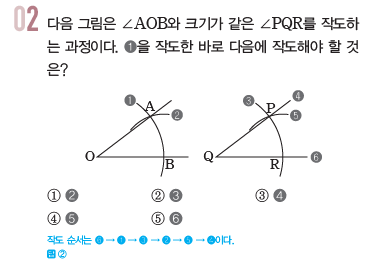 02 다음 그림은 ∠AOB와 크기가 같은 ∠PQR를 작도하
는 과정이다. ❶을 작도한 바로 다음에 작도해야 할 것
은?
❶ A ❷ O B
❸ P ❹ ❺ Q R ❻
① ❷ ② ❸ ③ ❹
④ ❺ ⑤ ❻
작도 순서는 ❻ → ❶ → ❸ → ❷ → ❺ → ❹이다.
답 ②